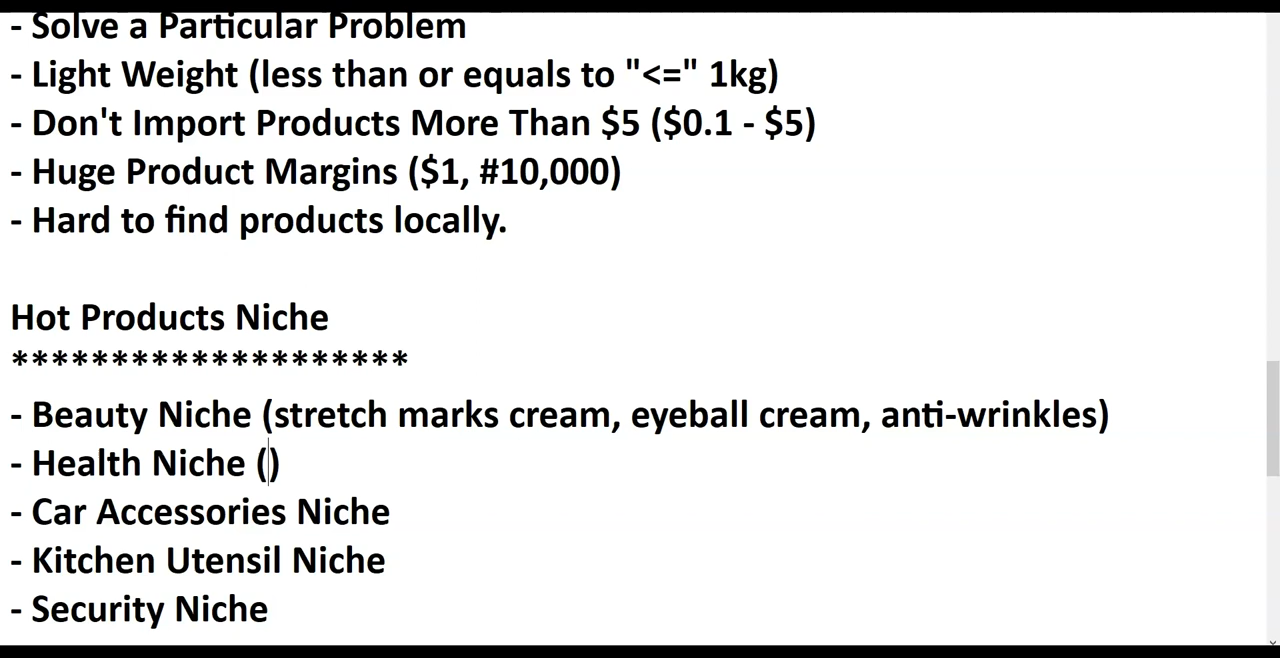 - Solve a Particular Problem
- Light Weight (less than or equals to "<=" 1kg)
- Don't Import Products More Than $5 ($0.1 - $5)
- Huge Product Margins ($1, #10,000)
- Hard to find products locally.
Hot Products Niche
********************
- Beauty Niche (stretch marks cream, eyeball cream, anti-wrinkles)
- Health Niche ()
- Car Accessories Niche
- Kitchen Utensil Niche
- Security Niche